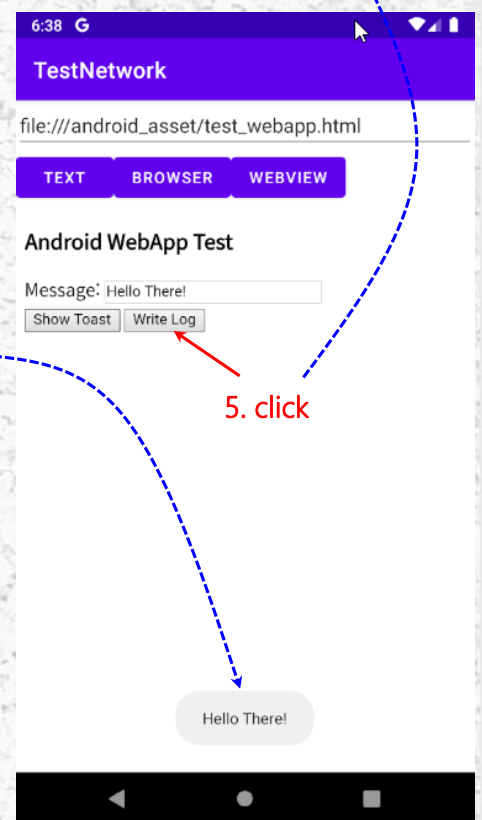 6:38 G
TestNetwork
file:///android_asset/test_webapp.html
TEXT BROWSER WEBVIEW
Android WebApp Test
Message: Hello There!
Show Toast Write Log
5. click
Hello There!